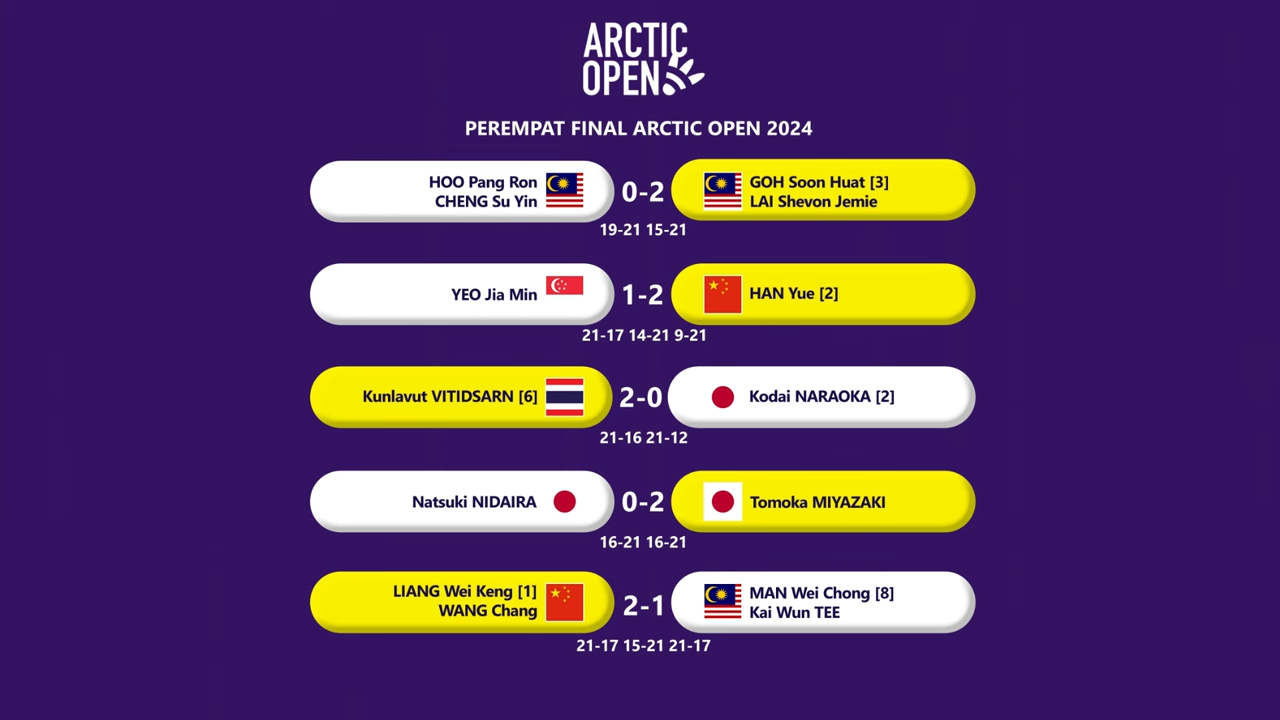 ARCTIC
OPEN
PEREMPAT FINAL ARCTIC OPEN 2024
HOO Pang Ron
CHENG Su Yin
0-2
GOH Soon Huat [3]
LAI Shevon Jemie
19-21 15-21
YEO Jia Min
1-2
HAN Yue [2]
21-17 14-21 9-21
Kunlavut VITIDSARN [6]
2-0
Kodai NARAOKA [2]
21-16 21-12
Natsuki NIDAIRA
0-2
Tomoka MIYAZAKI
16-21 16-21
LIANG Wei Keng [1]
WANG Chang
2-1
MAN Wei Chong [8]
Kai Wun TEE
21-17 15-21 21-17